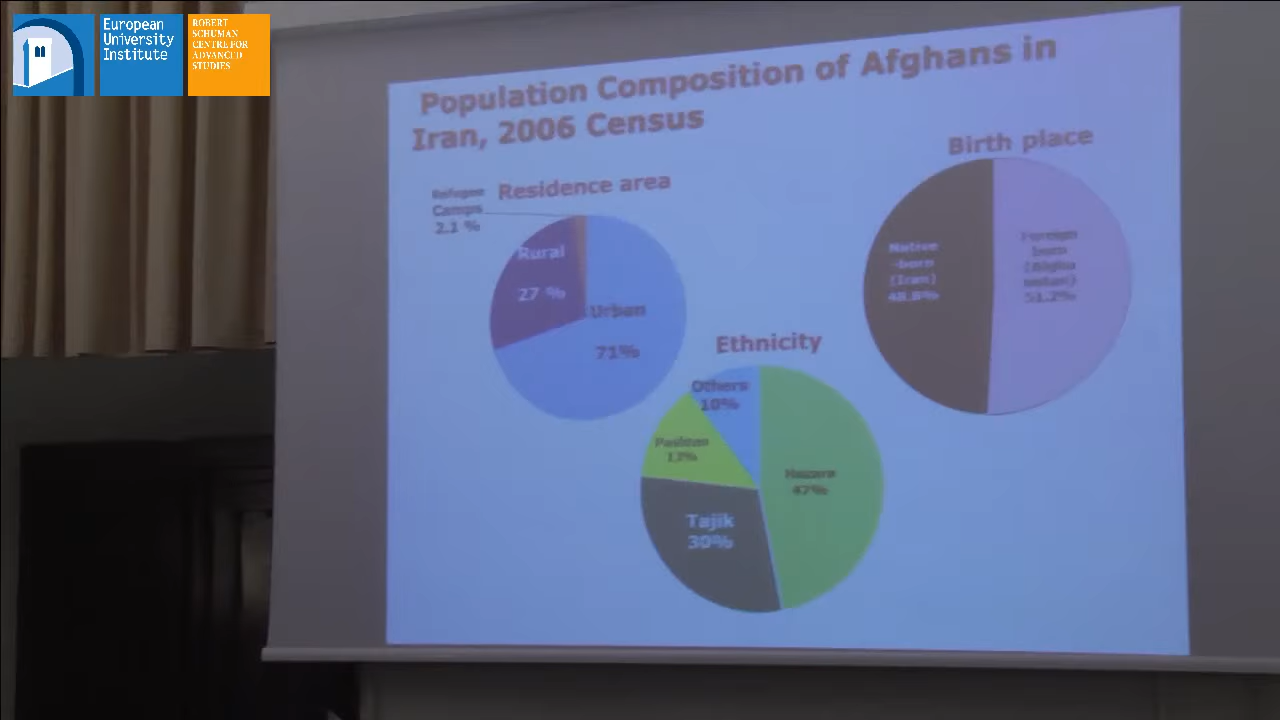 European
University
Institute
ROBERT
SCHUMAN
CENTRE FOR
ADVANCED
STUDIES
Population Composition of Afghans in
Iran, 2006 Census
Birth place
Residence area
Refugee
Camps
2.1 %
Rural
27 %
Urban
71%
Native
-born
(Iran)
48.8%
Foreign
born
51.2%
Ethnicity
Others
10%
13%
Hazara
47%
Tajik
30%